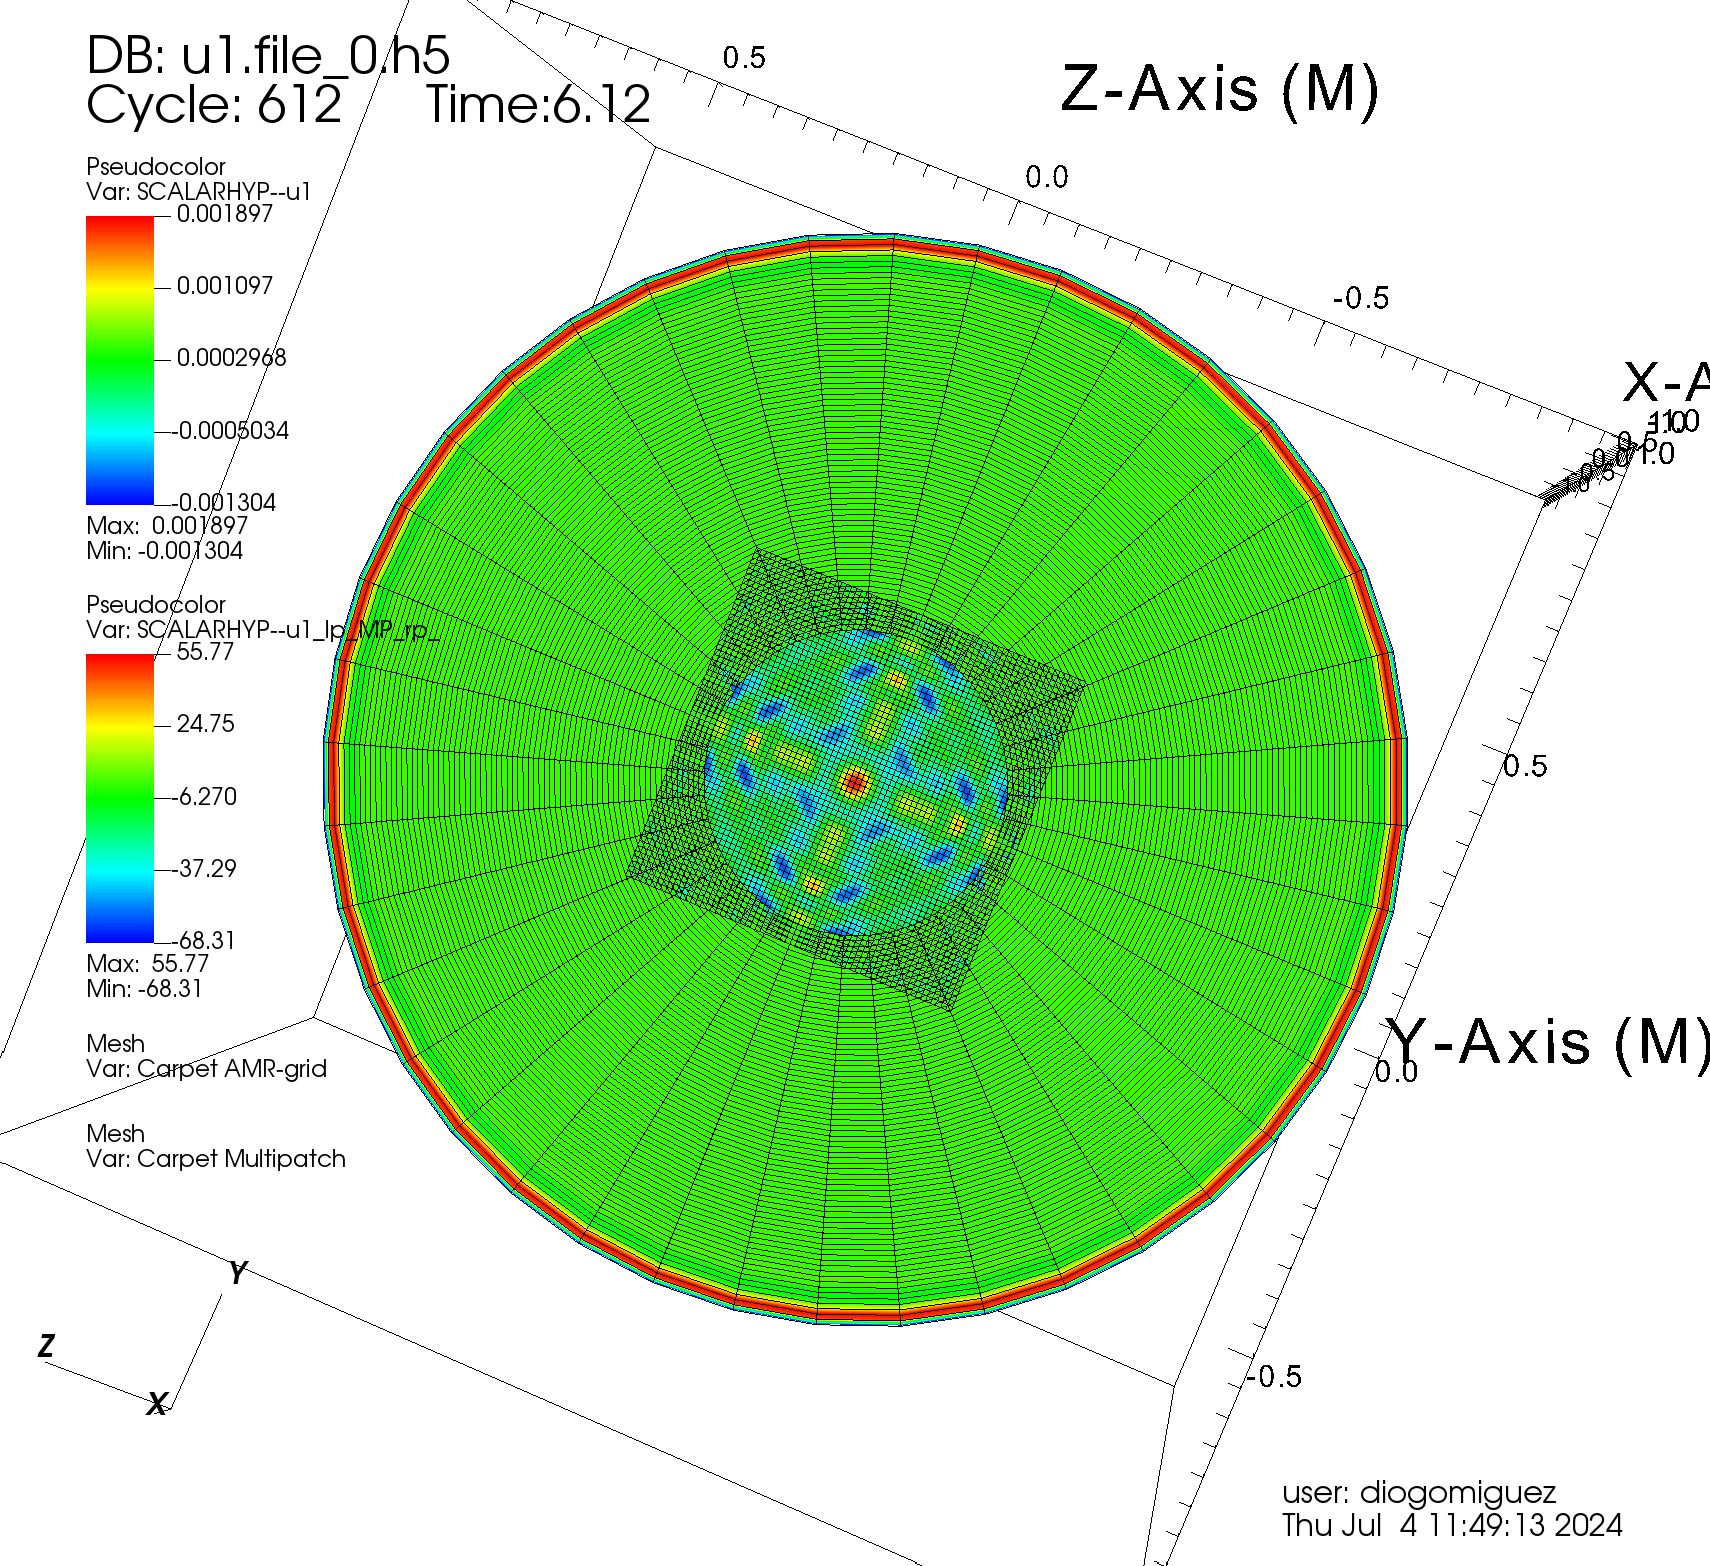 DB: u1.file_0.h5
Cycle: 612 Time:6.12
Pseudocolor
Var: SCALARHYP--u1
0.001897
0.001097
0.0002968
-0.0005034
-0.001304
Max: 0.001897
Min: -0.001304
Pseudocolor
Var: SCALARHYP--u1_lp_MP_rp_
55.77
24.75
-6.270
-37.29
-68.31
Max: 55.77
Min: -68.31
Mesh
Var: Carpet AMR-grid
Mesh
Var: Carpet Multipatch
Z-Axis (M)
0.5
0.0
-0.5
X-A
Y-Axis (M)
0.5
0.0
-0.5
Y
Z
X
user: diogomiguez
Thu Jul 4 11:49:13 2024